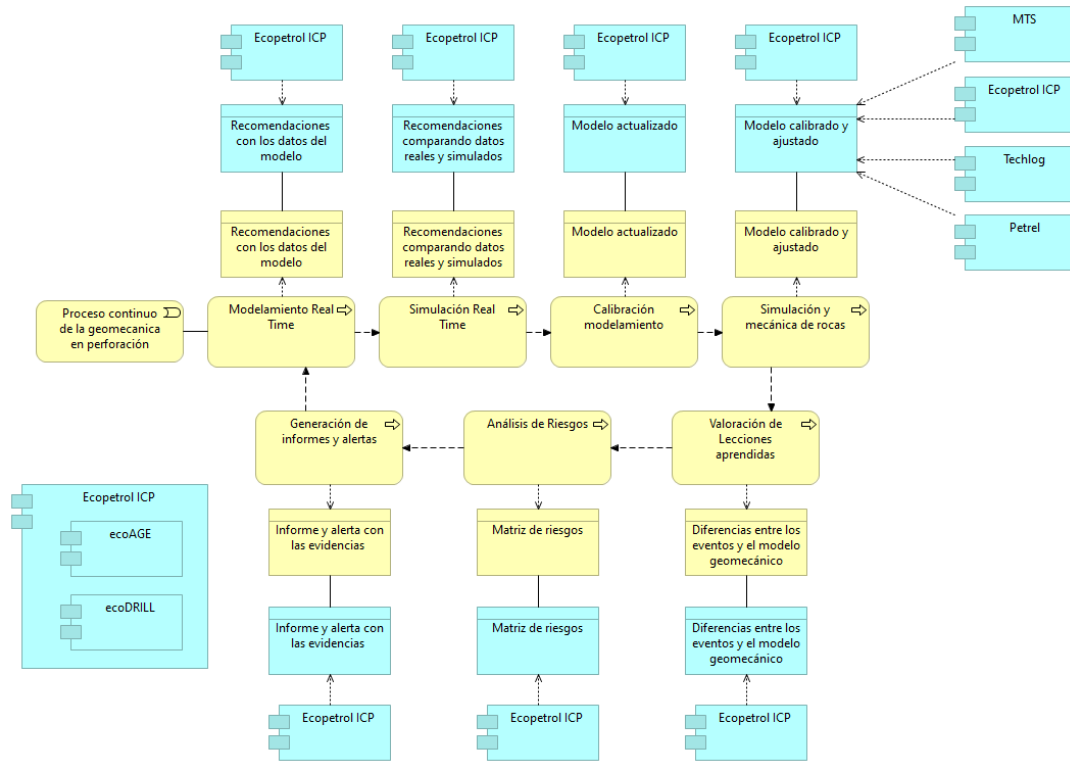 Ecopetrol ICP
Ecopetrol ICP
Ecopetrol ICP
Ecopetrol ICP
MTS
Ecopetrol ICP
Techlog
Petrel
Recomendaciones
con los datos del
modelo
Recomendaciones
comparando datos
reales y simulados
Modelo actualizado
Modelo calibrado y
ajustado
Recomendaciones
con los datos del
modelo
Recomendaciones
comparando datos
reales y simulados
Modelo actualizado
Modelo calibrado y
ajustado
Proceso continuo
de la geomecanica
en perforación
Modelamiento Real
Time
Simulación Real
Time
Calibración
modelamiento
Simulación y
mecánica de rocas
Generación de
informes y alertas
Análisis de Riesgos
Valoración de
Lecciones
aprendidas
Ecopetrol ICP
ecoAGE
ecoDRILL
Informe y alerta con
las evidencias
Matriz de riesgos
Diferencias entre los
eventos y el modelo
geomecánico
Informe y alerta con
las evidencias
Matriz de riesgos
Diferencias entre los
eventos y el modelo
geomecánico
Ecopetrol ICP
Ecopetrol ICP
Ecopetrol ICP